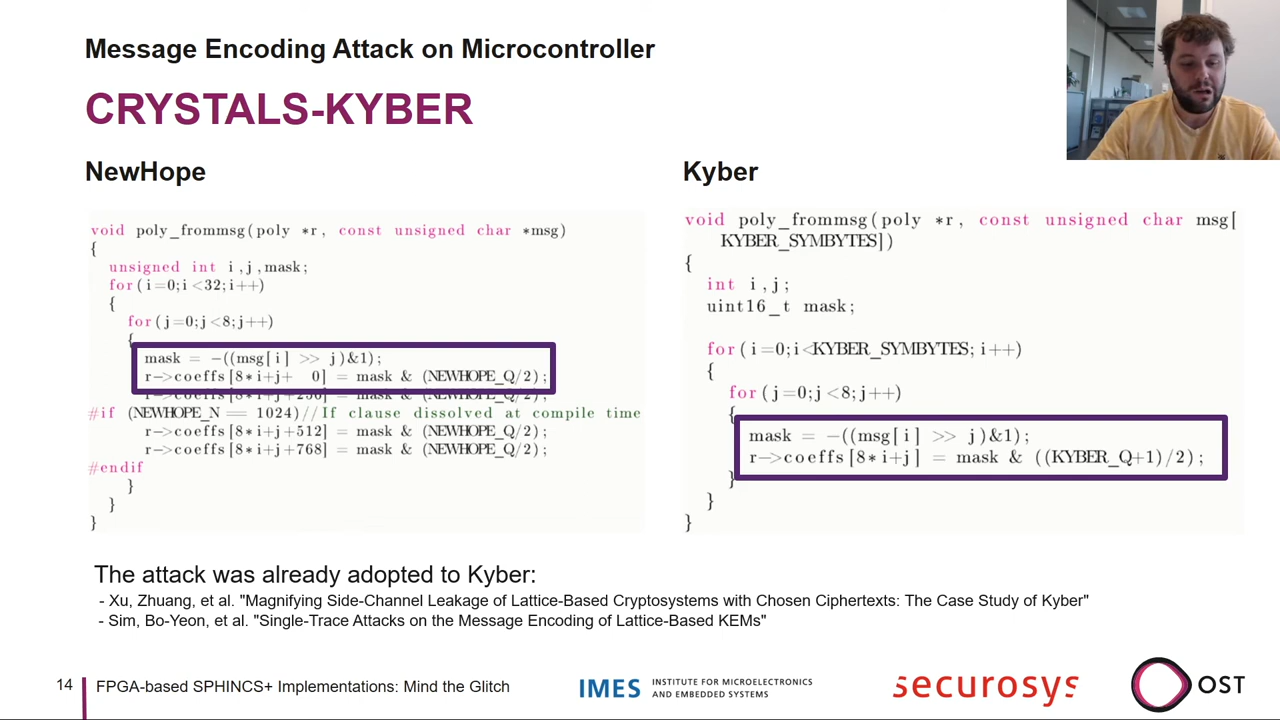 Message Encoding Attack on Microcontroller
CRYSTALS-KYBER
NewHope
void poly_frommsg(poly *r, const unsigned char *msg)
{
unsigned int i,j,mask;
for(i=0;i<32;i++)
{
for(j=0;j<8;j++)
{
mask = -((msg[i] >> j)&1);
r->coeffs[8*i+j+ 0] = mask & (NEWHOPE_Q/2);
r->coeffs[8*i+j+256] = mask & (NEWHOPE_Q/2);
#if (NEWHOPE_N == 1024)//If clause dissolved at compile time
r->coeffs[8*i+j+512] = mask & (NEWHOPE_Q/2);
r->coeffs[8*i+j+768] = mask & (NEWHOPE_Q/2);
#endif
}
}
}
Kyber
void poly_frommsg(poly *r, const unsigned char msg[
KYBER_SYMBYTES])
{
int i,j;
uint16_t mask;
for(i=0;i<KYBER_SYMBYTES;i++)
{
for(j=0;j<8;j++)
{
mask = -((msg[i] >> j)&1);
r->coeffs[8*i+j] = mask & ((KYBER_Q+1)/2);
}
}
}
The attack was already adopted to Kyber:
- Xu, Zhuang, et al. "Magnifying Side-Channel Leakage of Lattice-Based Cryptosystems with Chosen Ciphertexts: The Case Study of Kyber"
- Sim, Bo-Yeon, et al. "Single-Trace Attacks on the Message Encoding of Lattice-Based KEMs"
14 FPGA-based SPHINCS+ Implementations: Mind the Glitch
IMES INSTITUTE FOR MICROELECTRONICS
AND EMBEDDED SYSTEMS
securosys
OST